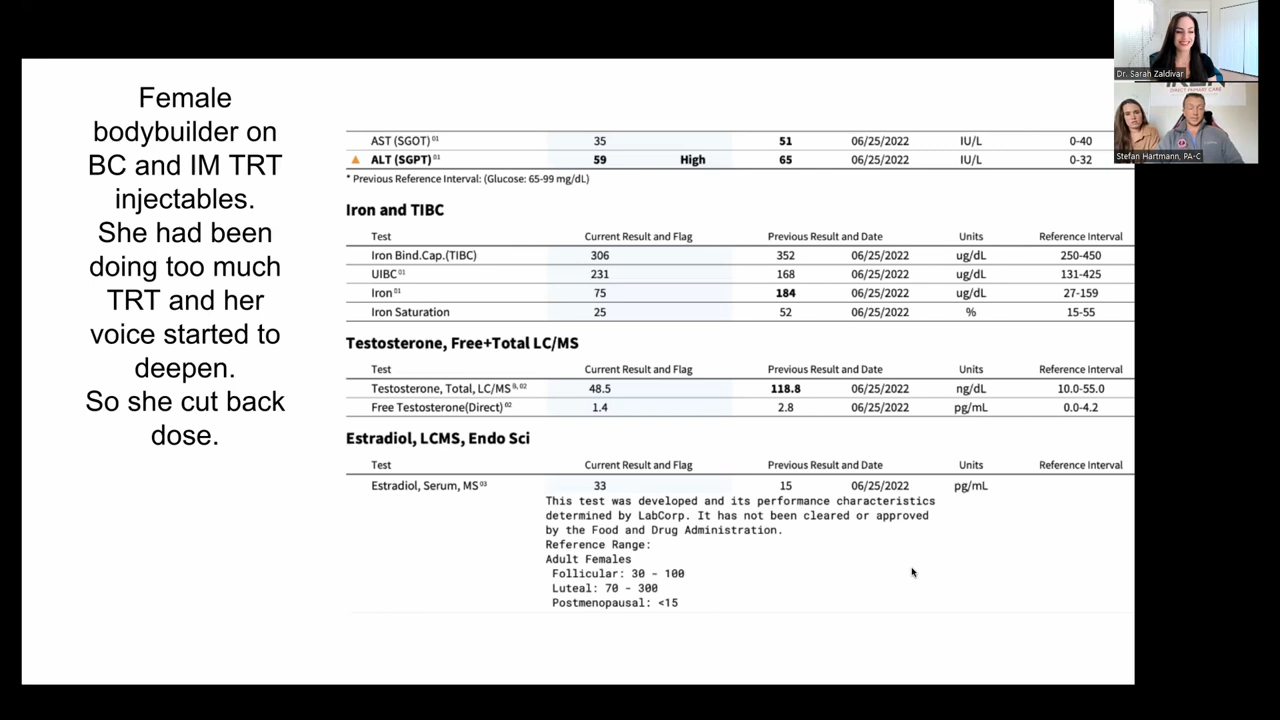 Female
bodybuilder on
BC and IM TRT
injectables.
She had been
doing too much
TRT and her
voice started to
deepen.
So she cut back
dose.
AST (SGOT) 01 35 51 06/25/2022 IU/L 0-40
ALT (SGPT) 01 59 High 65 06/25/2022 IU/L 0-32
* Previous Reference Interval: (Glucose: 65-99 mg/dL)
Iron and TIBC
Test Current Result and Flag Previous Result and Date Units Reference Interval
Iron Bind.Cap.(TIBC) 306 352 06/25/2022 ug/dL 250-450
UIBC 01 231 168 06/25/2022 ug/dL 131-425
Iron 01 75 184 06/25/2022 ug/dL 27-159
Iron Saturation 25 52 06/25/2022 % 15-55
Testosterone, Free+Total LC/MS
Test Current Result and Flag Previous Result and Date Units Reference Interval
Testosterone, Total, LC/MS B, 02 48.5 118.8 06/25/2022 ng/dL 10.0-55.0
Free Testosterone(Direct) 02 1.4 2.8 06/25/2022 pg/mL 0.0-4.2
Estradiol, LCMS, Endo Sci
Test Current Result and Flag Previous Result and Date Units Reference Interval
Estradiol, Serum, MS 03 33 15 06/25/2022 pg/mL
This test was developed and its performance characteristics
determined by LabCorp. It has not been cleared or approved
by the Food and Drug Administration.
Reference Range:
Adult Females
Follicular: 30 - 100
Luteal: 70 - 300
Postmenopausal: <15
Dr. Sarah Zaldivar
DIRECT PRIMARY CARE
Stefan Hartmann, PA-C